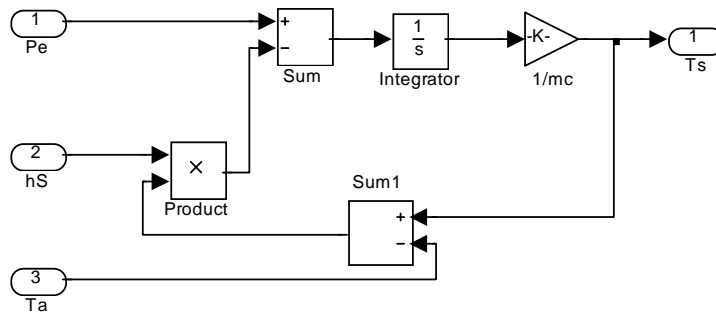 1
Pe
+
−
Sum
1
s
Integrator
-K-
1/mc
1
Ts
2
hS
×
Product
Sum1
+
−
3
Ta